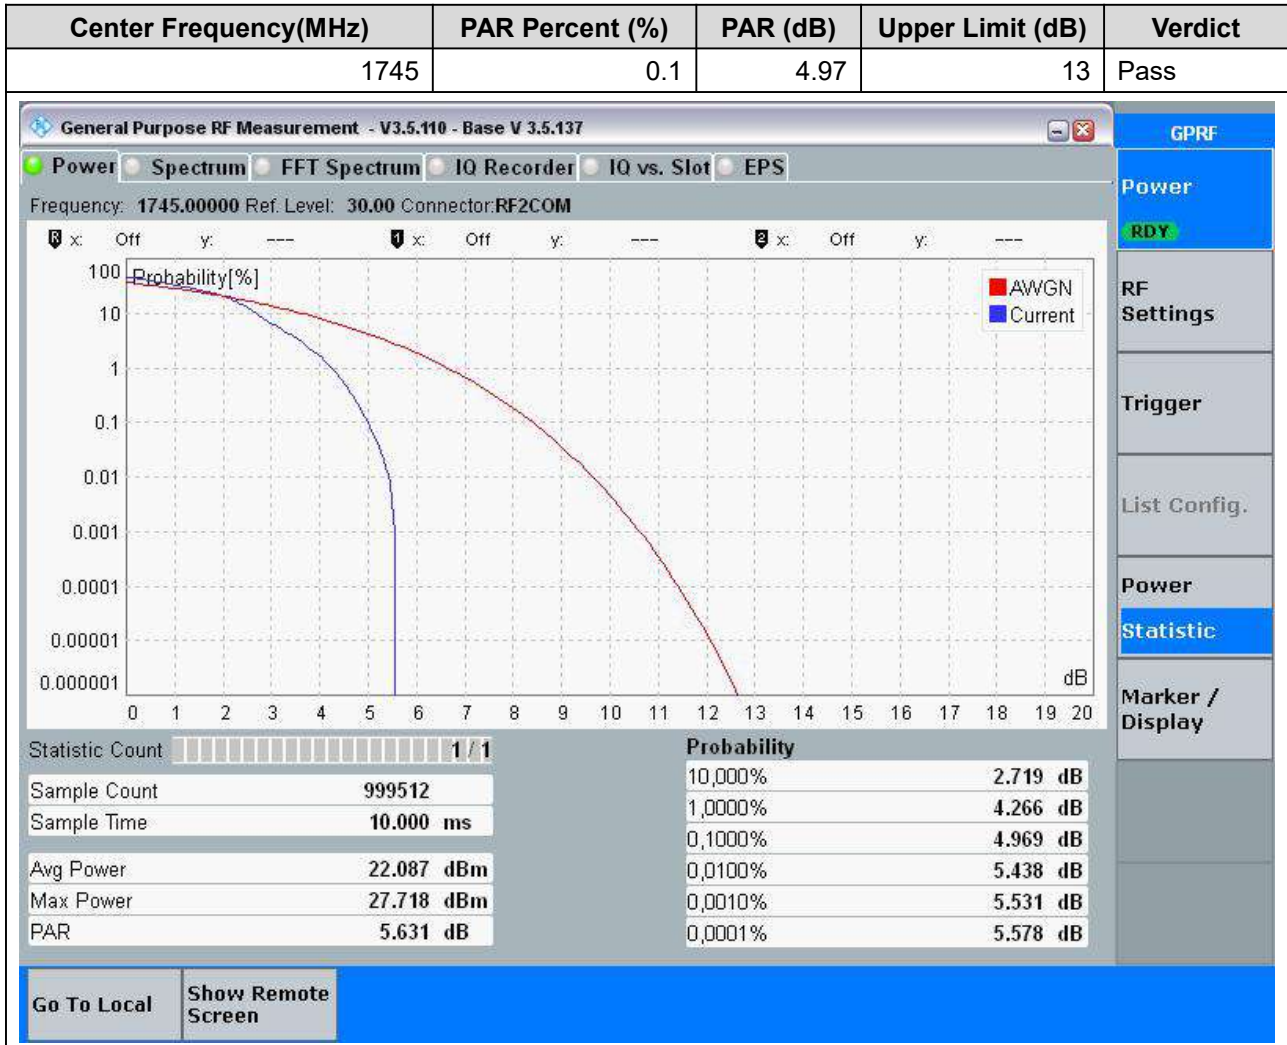 Center Frequency(MHz) PAR Percent (%) PAR (dB) Upper Limit (dB) Verdict
1745 0.1 4.97 13 Pass
General Purpose RF Measurement - V3.5.110 - Base V 3.5.137
GPRF
Power Spectrum FFT Spectrum IQ Recorder IQ vs. Slot EPS
Power
RDY
Frequency: 1745.00000 Ref. Level: 30.00 Connector:RF2COM
R x: Off y: --- 1 x: Off y: --- 2 x: Off y: ---
Probability[%]
100
10
1
0.1
0.01
0.001
0.0001
0.00001
0.000001
AWGN
Current
dB
0 1 2 3 4 5 6 7 8 9 10 11 12 13 14 15 16 17 18 19 20
RF
Settings
Trigger
List Config.
Power
Statistic
Marker /
Display
Statistic Count 1 / 1
Sample Count 999512
Sample Time 10.000 ms
Avg Power 22.087 dBm
Max Power 27.718 dBm
PAR 5.631 dB
Probability
10,000% 2.719 dB
1,0000% 4.266 dB
0,1000% 4.969 dB
0,0100% 5.438 dB
0,0010% 5.531 dB
0,0001% 5.578 dB
Go To Local
Show Remote
Screen